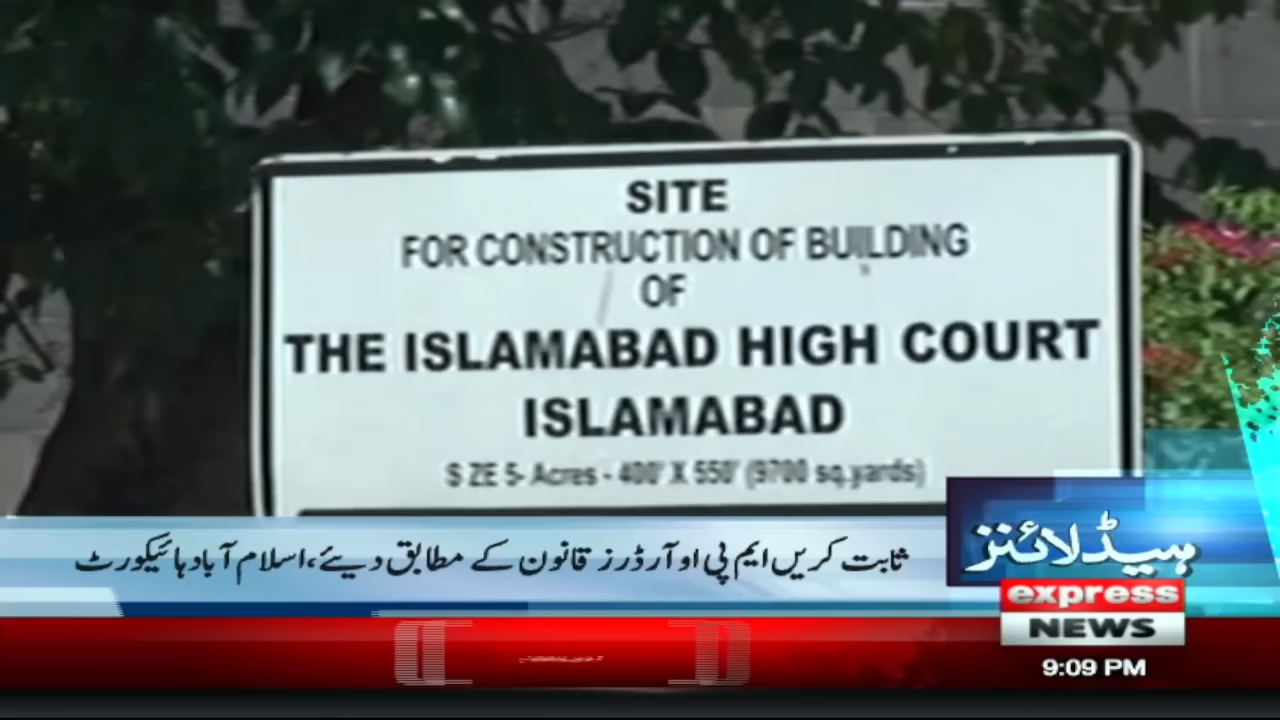 SITE
FOR CONSTRUCTION OF BUILDING
OF
THE ISLAMABAD HIGH COURT
ISLAMABAD
S ZE 5- Acres - 400' X 550' (9700 sq.yards)
ہیڈلائنز
ثابت کریں ایم پی او آرڈرز قانون کے مطابق دیئے، اسلام آباد ہائیکورٹ
express
NEWS
9:09 PM